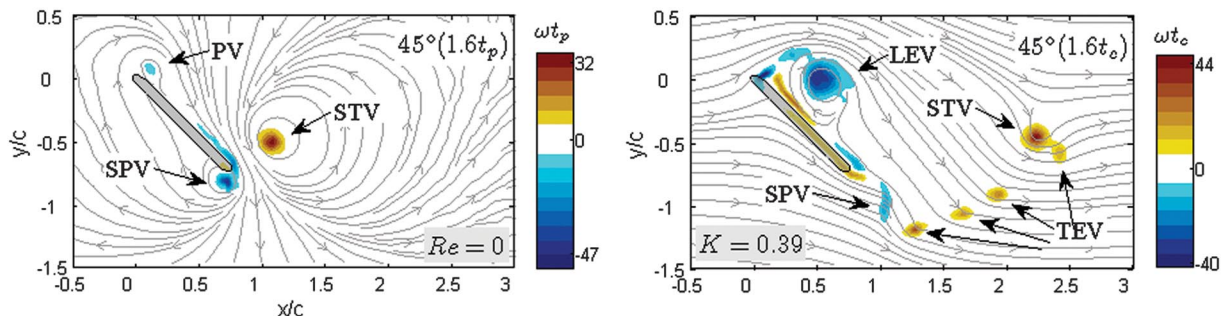 0.5
0
-0.5
-1
-1.5
y/c
45°(1.6t_p)
PV
STV
SPV
Re = 0
-0.5 0 0.5 1 1.5 2 2.5 3
x/c
ωt_p
32
0
-47
0.5
0
-0.5
-1
-1.5
y/c
45°(1.6t_c)
LEV
STV
SPV
TEV
K = 0.39
-0.5 0 0.5 1 1.5 2 2.5 3
ωt_c
44
0
-40